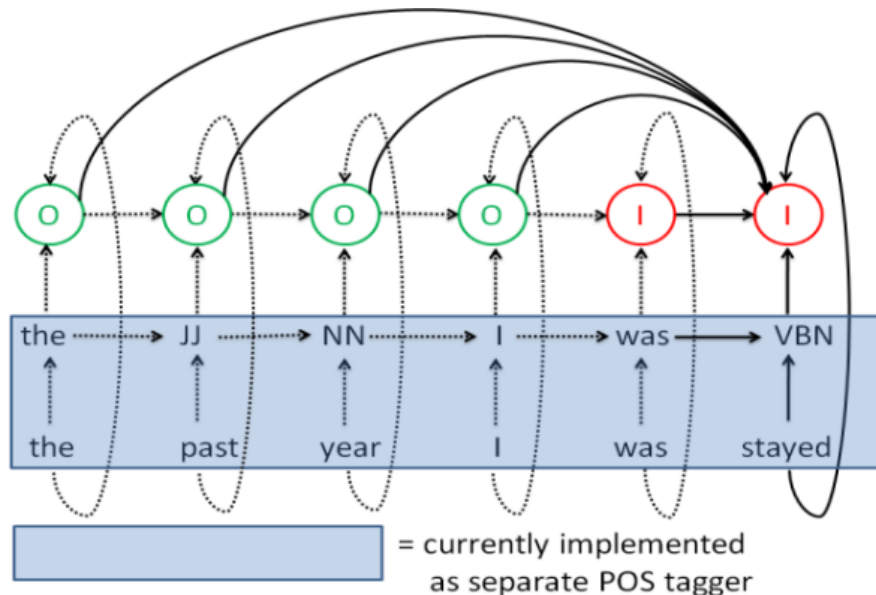 O O O O I I
the JJ NN I was VBN
the past year I was stayed
= currently implemented
as separate POS tagger